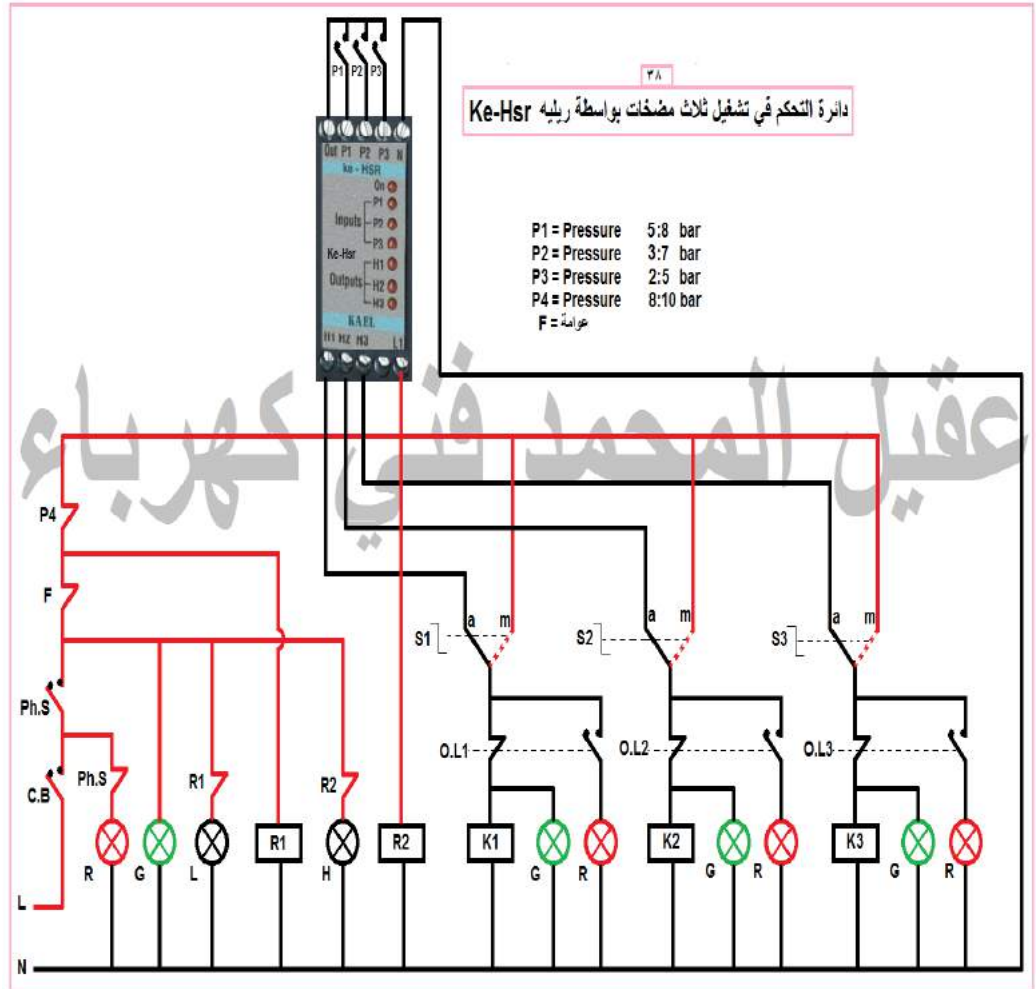 P1 P2 P3
٣٨
دائرة التحكم في تشغيل ثلاث مضخات بواسطة ريليه Ke-Hsr
Out P1 P2 P3 N
ke - HSR
On
P1
Inputs P2
P3
Ke-Hsr
H1
Outputs H2
H3
KAEL
H1 H2 H3 L1
P1 = Pressure 5:8 bar
P2 = Pressure 3:7 bar
P3 = Pressure 2:5 bar
P4 = Pressure 8:10 bar
F = عوامة
عقيل المحمد فني كهرباء
P4
F
a m a m a m
S1 S2 S3
Ph.S
O.L1 O.L2 O.L3
C.B Ph.S R1 R2
R1 R2 K1 K2 K3
R G L H G R G R G R
L
N